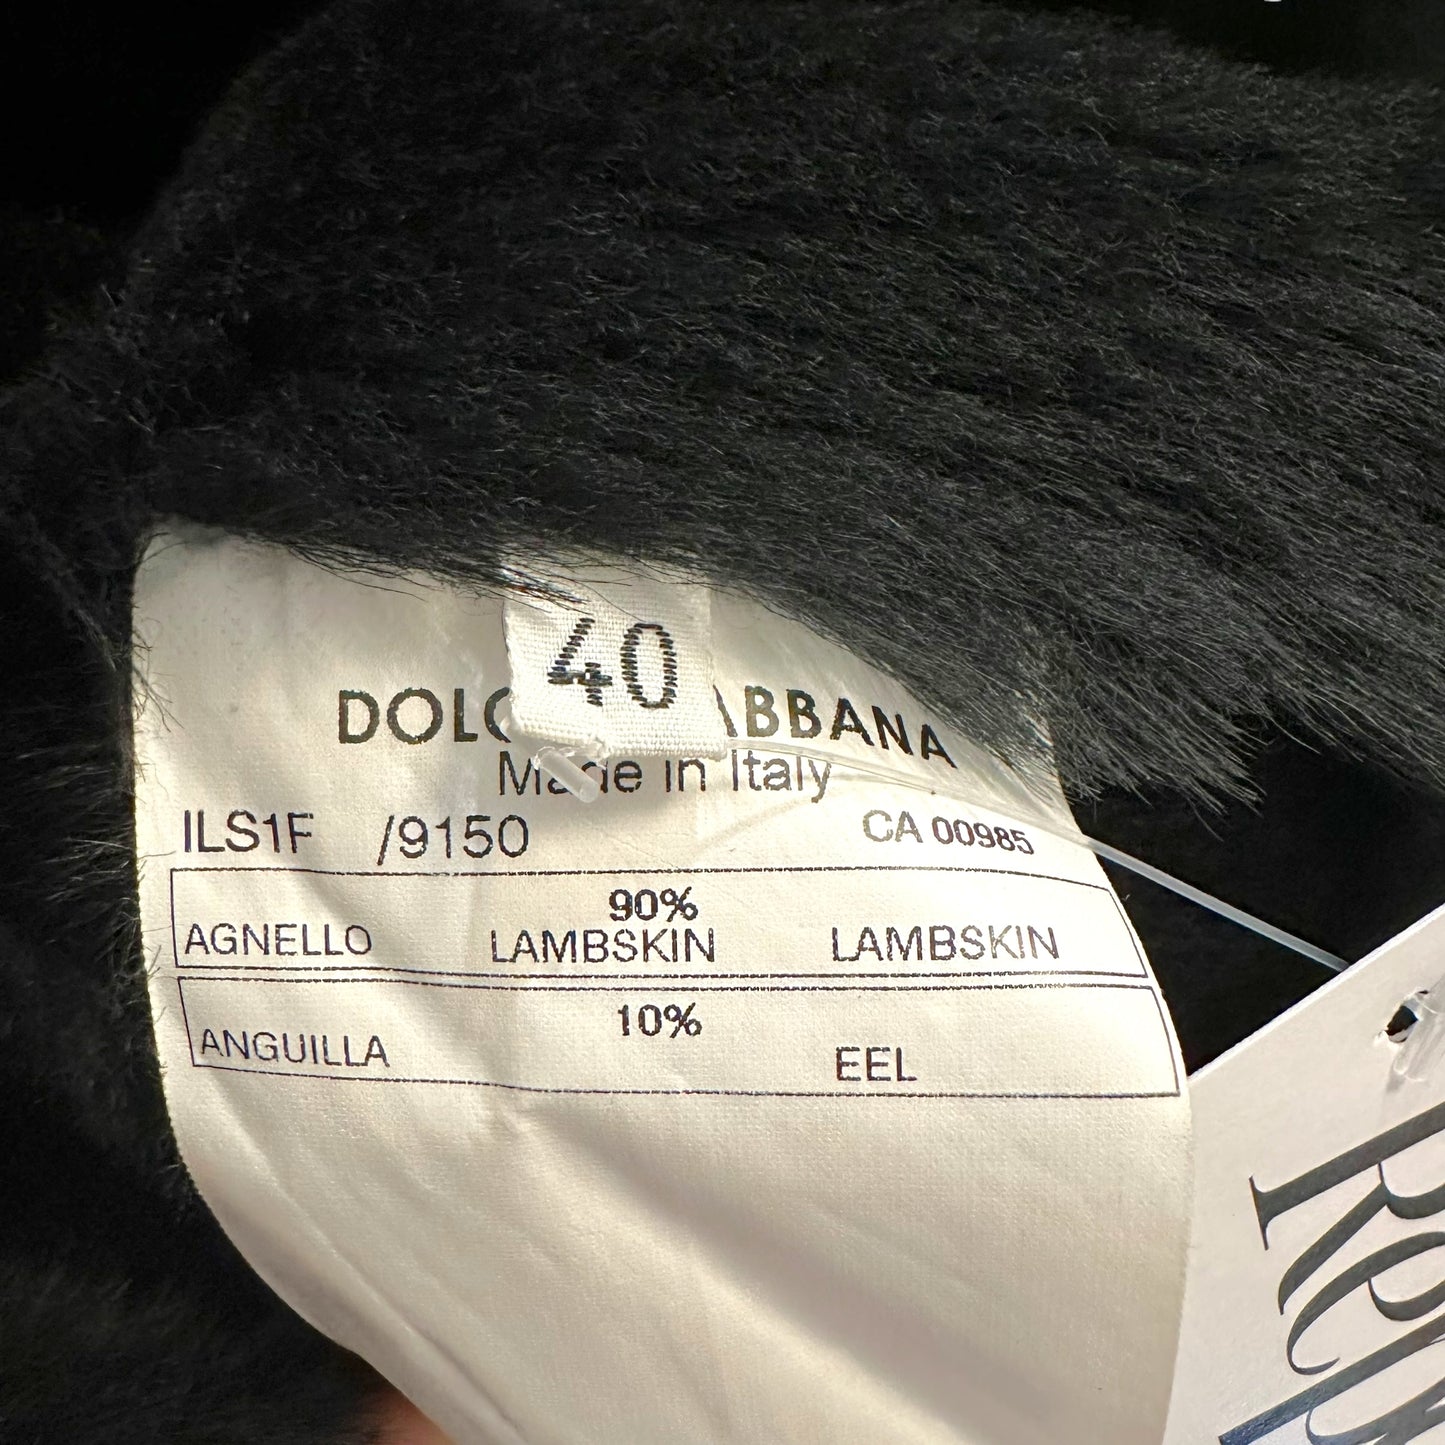 40
DOLC ABBANA
Made in Italy
ILS1F /9150 CA 00985
90%
AGNELLO LAMBSKIN LAMBSKIN
10%
ANGUILLA EEL